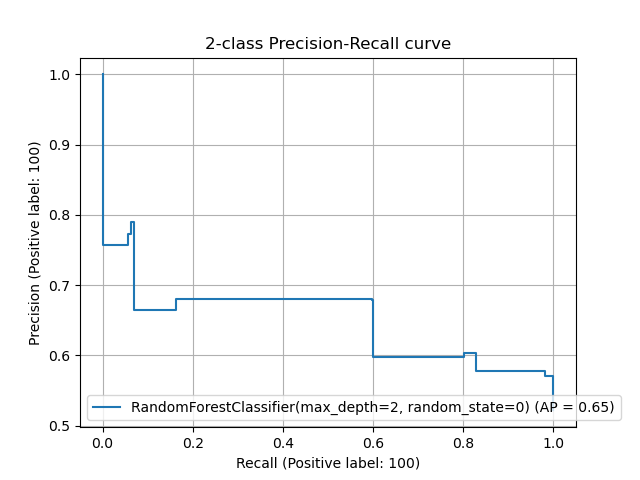 2-class Precision-Recall curve
1.0
0.9
0.8
0.7
0.6
0.5
Precision (Positive label: 100)
RandomForestClassifier(max_depth=2, random_state=0) (AP = 0.65)
0.0 0.2 0.4 0.6 0.8 1.0
Recall (Positive label: 100)